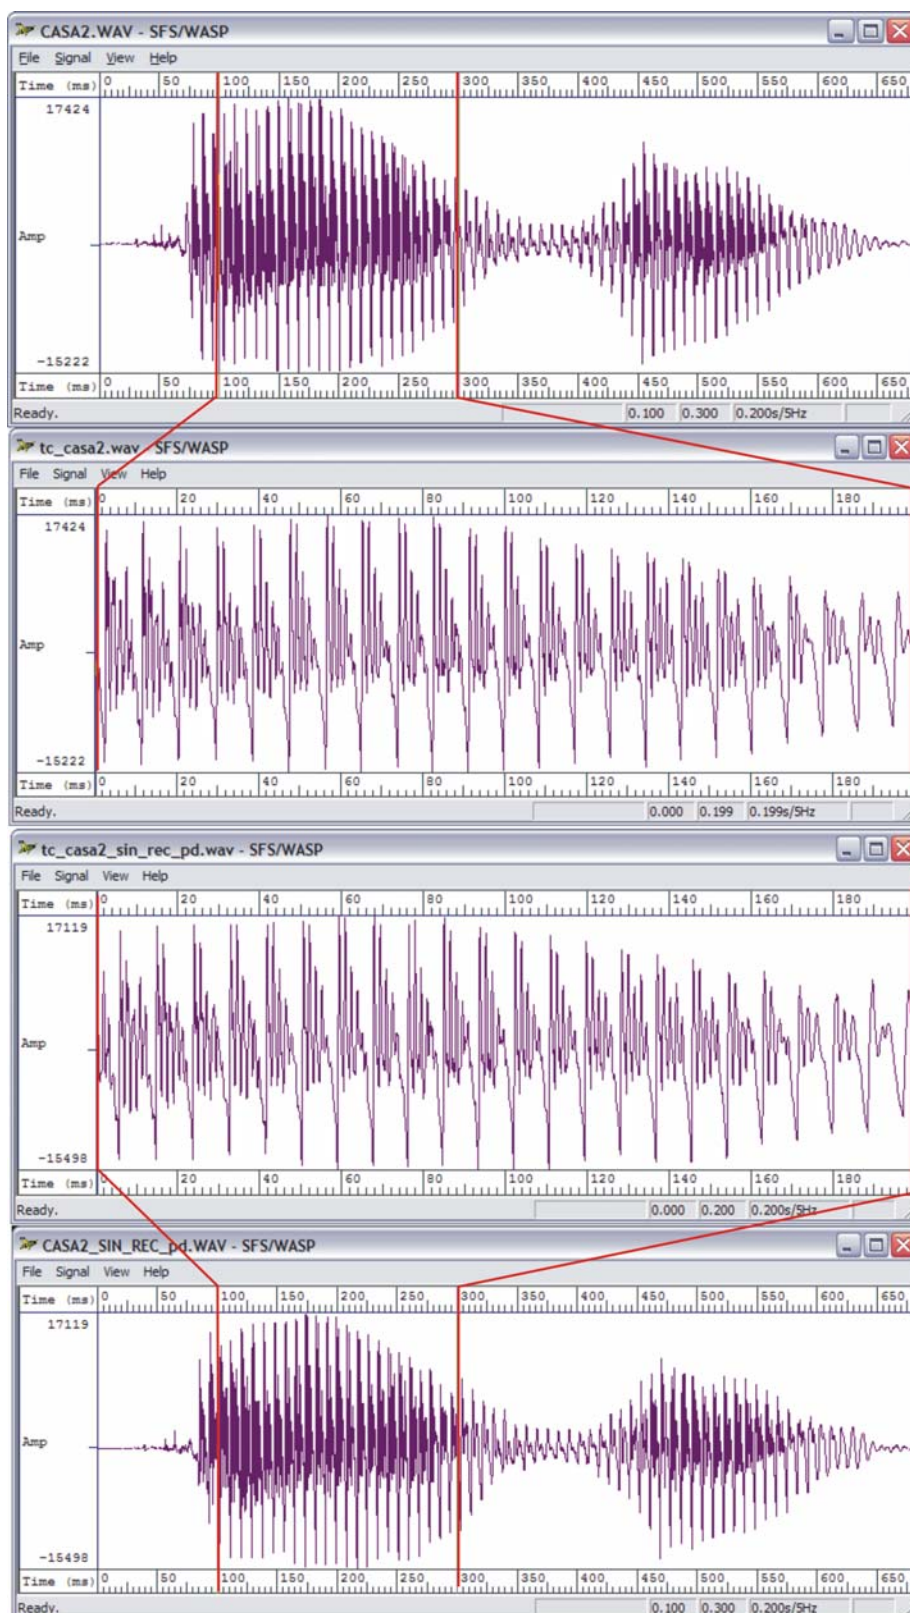 CASA2.WAV - SFS/WASP
File Signal View Help
Time (ms) 0 50 100 150 200 250 300 350 400 450 500 550 600 650
17424
Amp
-15222
Time (ms) 0 50 100 150 200 250 300 350 400 450 500 550 600 650
Ready. 0.100 0.300 0.200s/5Hz
tc_casa2.wav - SFS/WASP
File Signal View Help
Time (ms) 0 20 40 60 80 100 120 140 160 180
17424
Amp
-15222
Time (ms) 0 20 40 60 80 100 120 140 160 180
Ready. 0.000 0.199 0.199s/5Hz
tc_casa2_sin_rec_pd.wav - SFS/WASP
File Signal View Help
Time (ms) 0 20 40 60 80 100 120 140 160 180
17119
Amp
-15498
Time (ms) 0 20 40 60 80 100 120 140 160 180
Ready. 0.000 0.200 0.200s/5Hz
CASA2_SIN_REC_pd.WAV - SFS/WASP
File Signal View Help
Time (ms) 0 50 100 150 200 250 300 350 400 450 500 550 600 650
17119
Amp
-15498
Time (ms) 0 50 100 150 200 250 300 350 400 450 500 550 600 650
Ready. 0.100 0.300 0.200s/5Hz